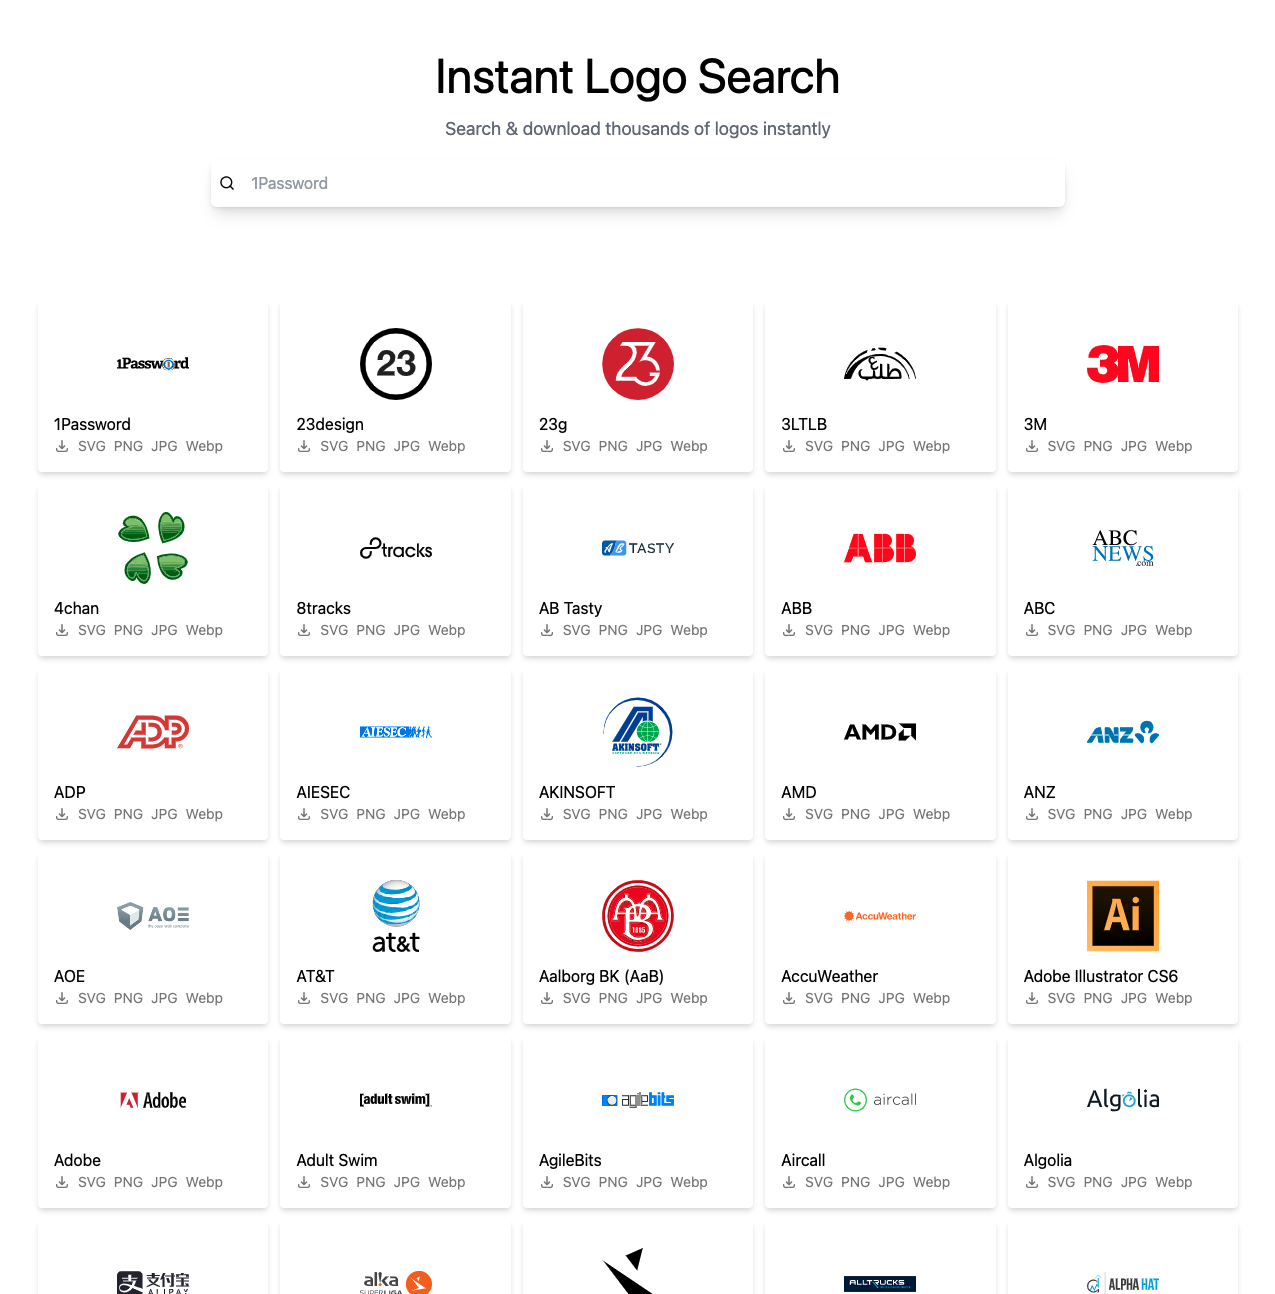 Instant Logo Search
Search & download thousands of logos instantly
1Password
1Password
23
23G
طلب
3M
1Password
23design
23g
3LTLB
3M
SVG PNG JPG Webp
SVG PNG JPG Webp
SVG PNG JPG Webp
SVG PNG JPG Webp
SVG PNG JPG Webp
8tracks
AB TASTY
ABB
ABC
NEWS
.com
4chan
8tracks
AB Tasty
ABB
ABC
SVG PNG JPG Webp
SVG PNG JPG Webp
SVG PNG JPG Webp
SVG PNG JPG Webp
SVG PNG JPG Webp
ADP
AIESEC
AKINSOFT
AMD
ANZ
ADP
AIESEC
AKINSOFT
AMD
ANZ
SVG PNG JPG Webp
SVG PNG JPG Webp
SVG PNG JPG Webp
SVG PNG JPG Webp
SVG PNG JPG Webp
AOE
at&t
AaB
1885
AccuWeather
Ai
AOE
AT&T
Aalborg BK (AaB)
AccuWeather
Adobe Illustrator CS6
SVG PNG JPG Webp
SVG PNG JPG Webp
SVG PNG JPG Webp
SVG PNG JPG Webp
SVG PNG JPG Webp
Adobe
[adult swim]
agilebits
aircall
Algolia
Adobe
Adult Swim
AgileBits
Aircall
Algolia
SVG PNG JPG Webp
SVG PNG JPG Webp
SVG PNG JPG Webp
SVG PNG JPG Webp
SVG PNG JPG Webp
支 支付宝
ALIPAY
al!ka
SUPERLIGA
ALLTRUCKS
ALPHA HAT